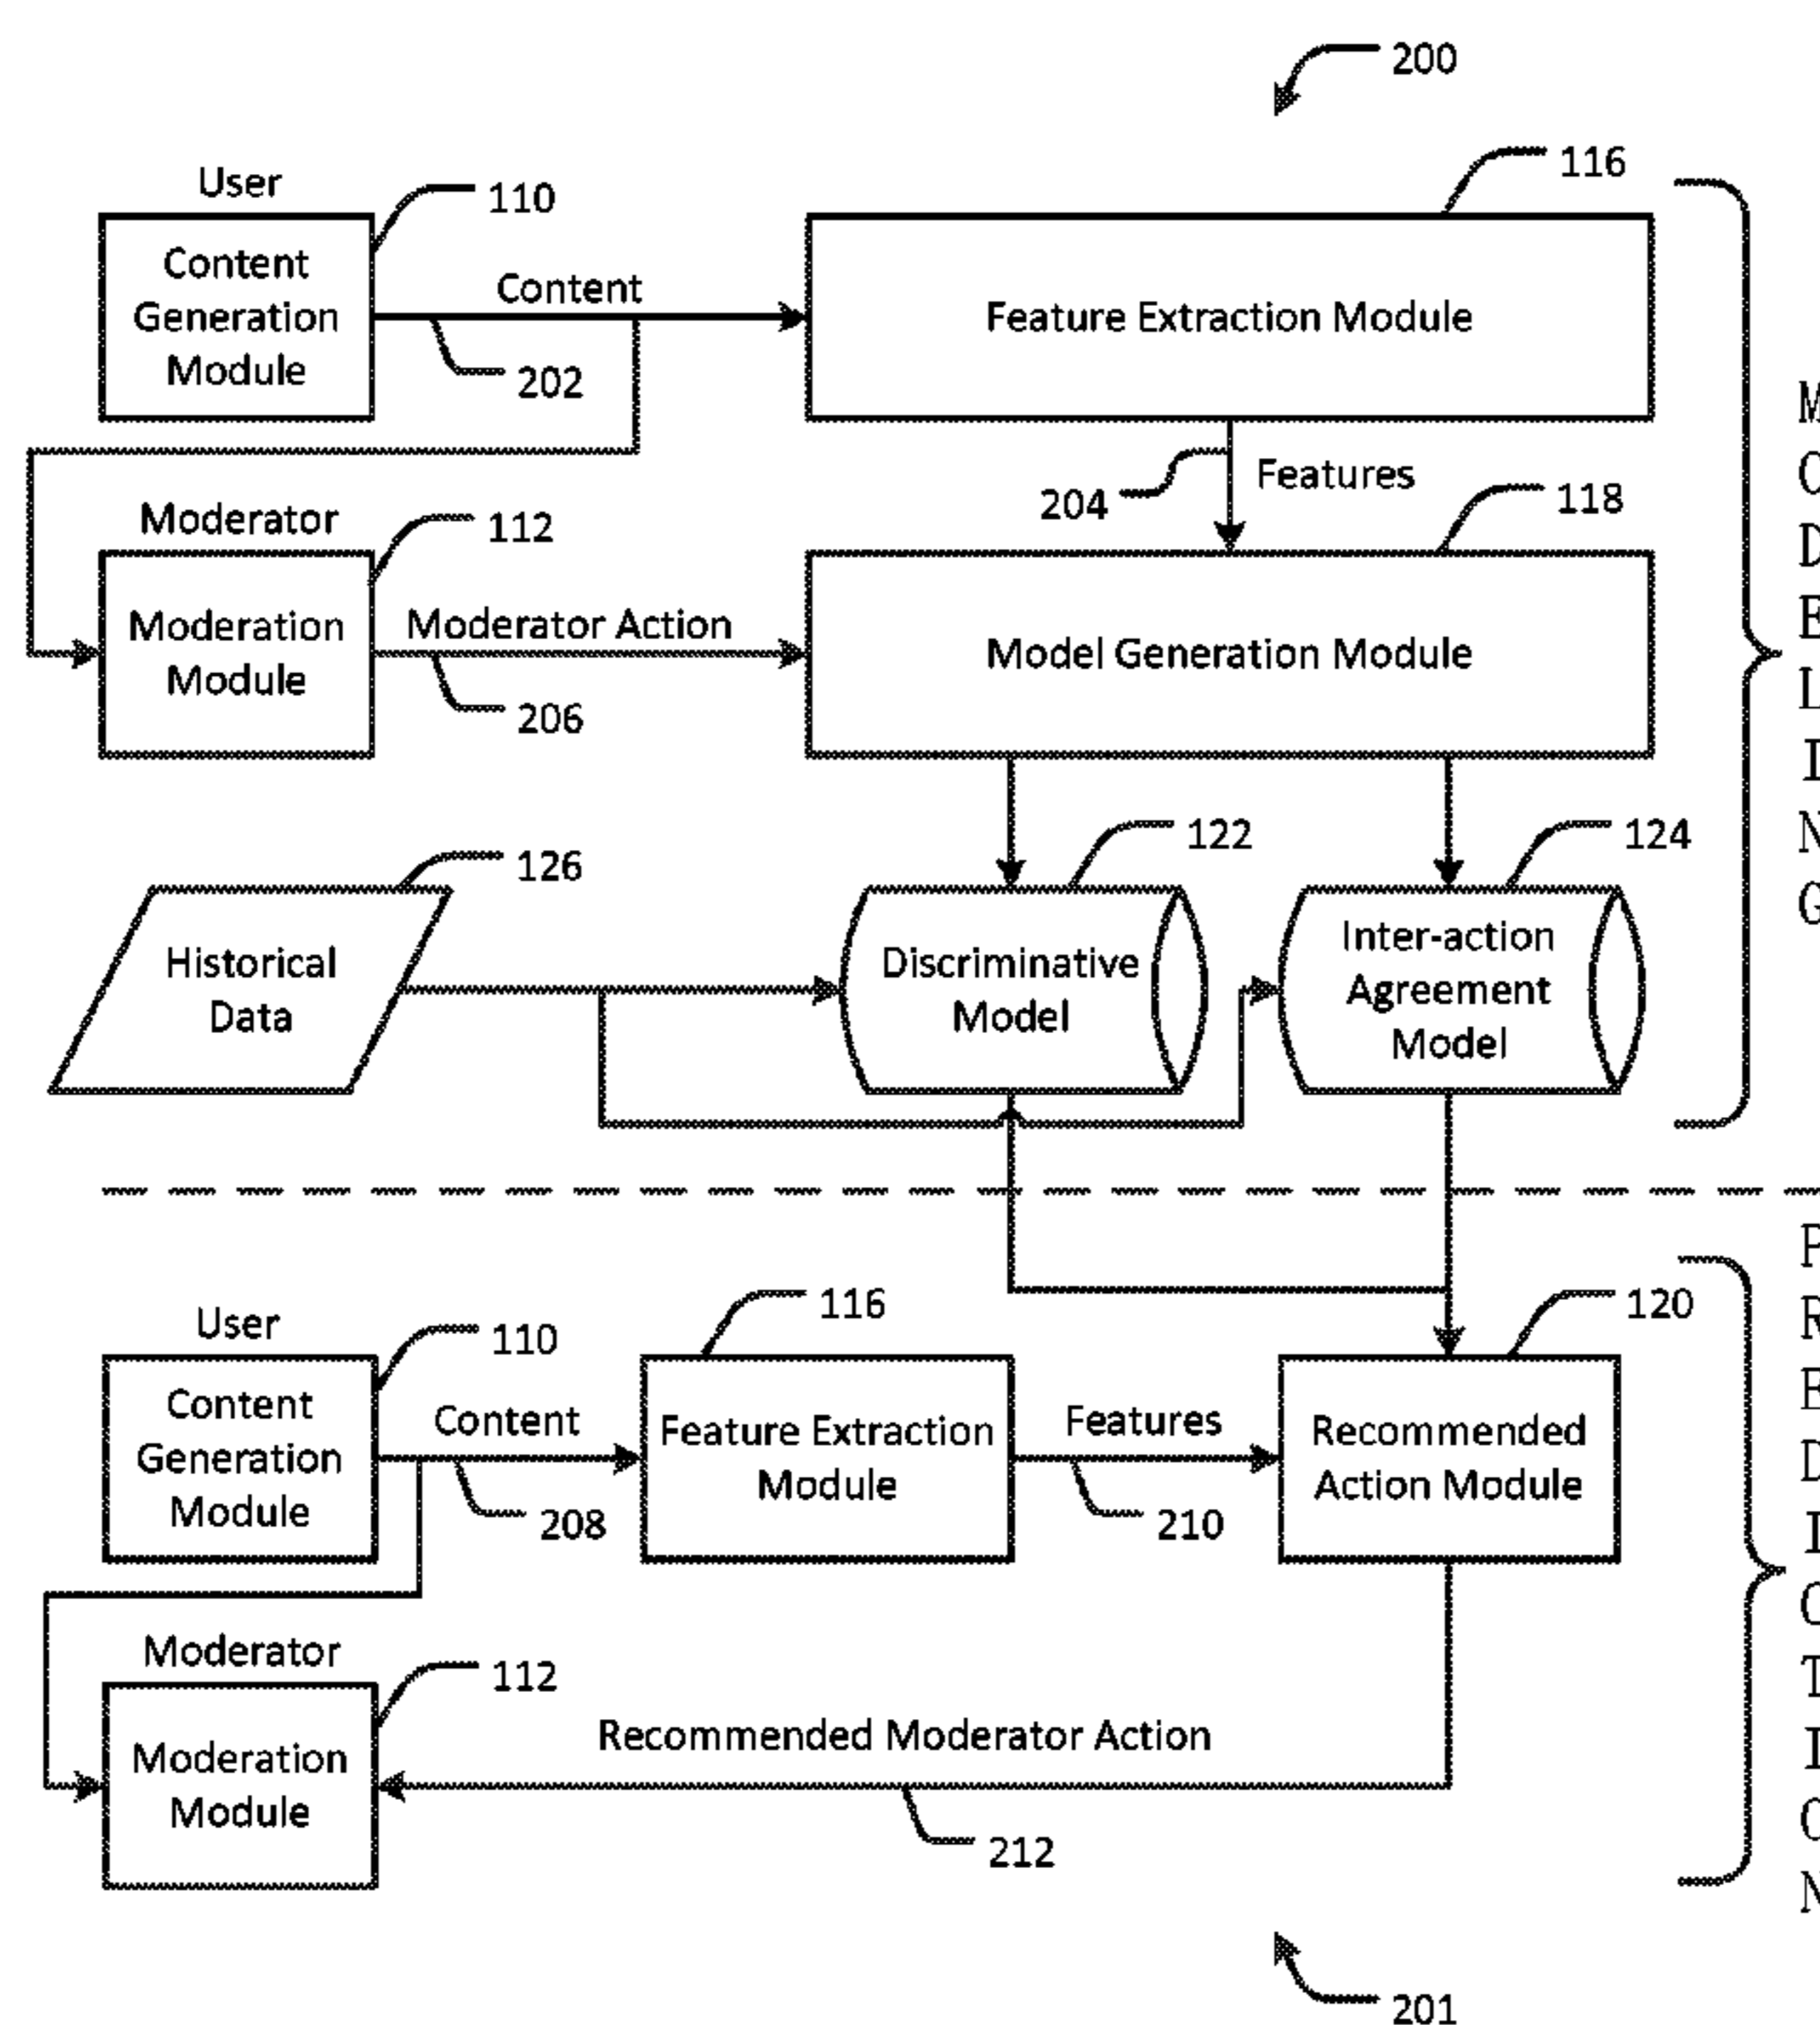 200
116
User
110
Content
Generation
Module
Content
202
Feature Extraction Module
204
Features
118
Moderator
112
Moderation
Module
Moderator Action
206
Model Generation Module
126
Historical
Data
122
Discriminative
Model
124
Inter-action
Agreement
Model
M
O
D
E
L
I
N
G
User
110
Content
Generation
Module
Content
208
116
Feature Extraction
Module
Features
210
120
Recommended
Action Module
Moderator
112
Moderation
Module
Recommended Moderator Action
212
P
R
E
D
I
C
T
I
O
N
201